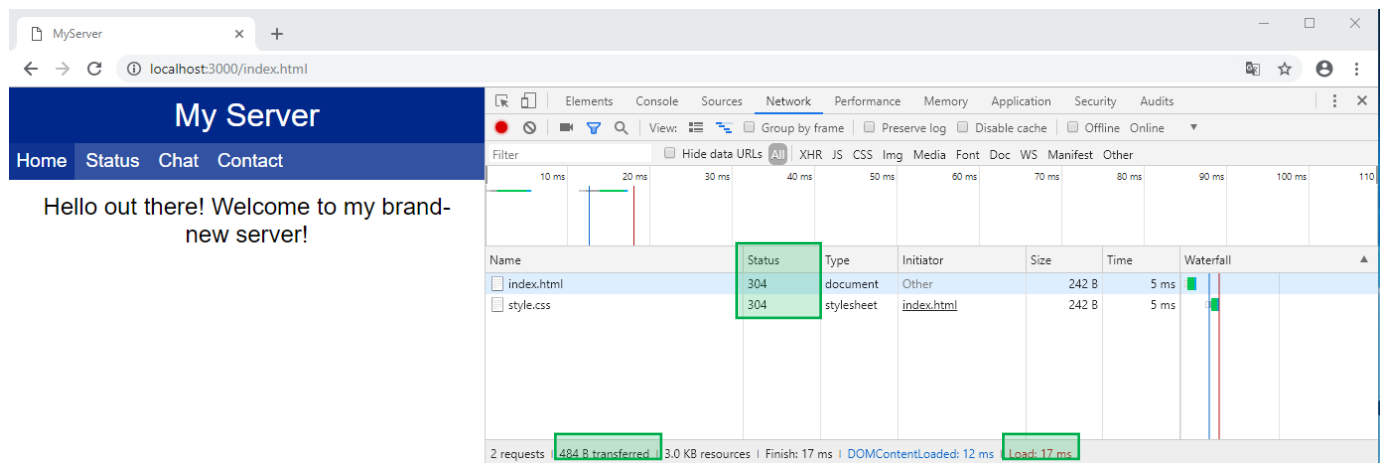 MyServer
localhost:3000/index.html
My Server
Home Status Chat Contact
Hello out there! Welcome to my brand-
new server!
Elements Console Sources Network Performance Memory Application Security Audits
View: Group by frame Preserve log Disable cache Offline Online
Filter Hide data URLs All XHR JS CSS Img Media Font Doc WS Manifest Other
10 ms 20 ms 30 ms 40 ms 50 ms 60 ms 70 ms 80 ms 90 ms 100 ms 110
Name Status Type Initiator Size Time Waterfall
index.html 304 document Other 242 B 5 ms
style.css 304 stylesheet index.html 242 B 5 ms
2 requests | 484 B transferred | 3.0 KB resources | Finish: 17 ms | DOMContentLoaded: 12 ms | Load: 17 ms